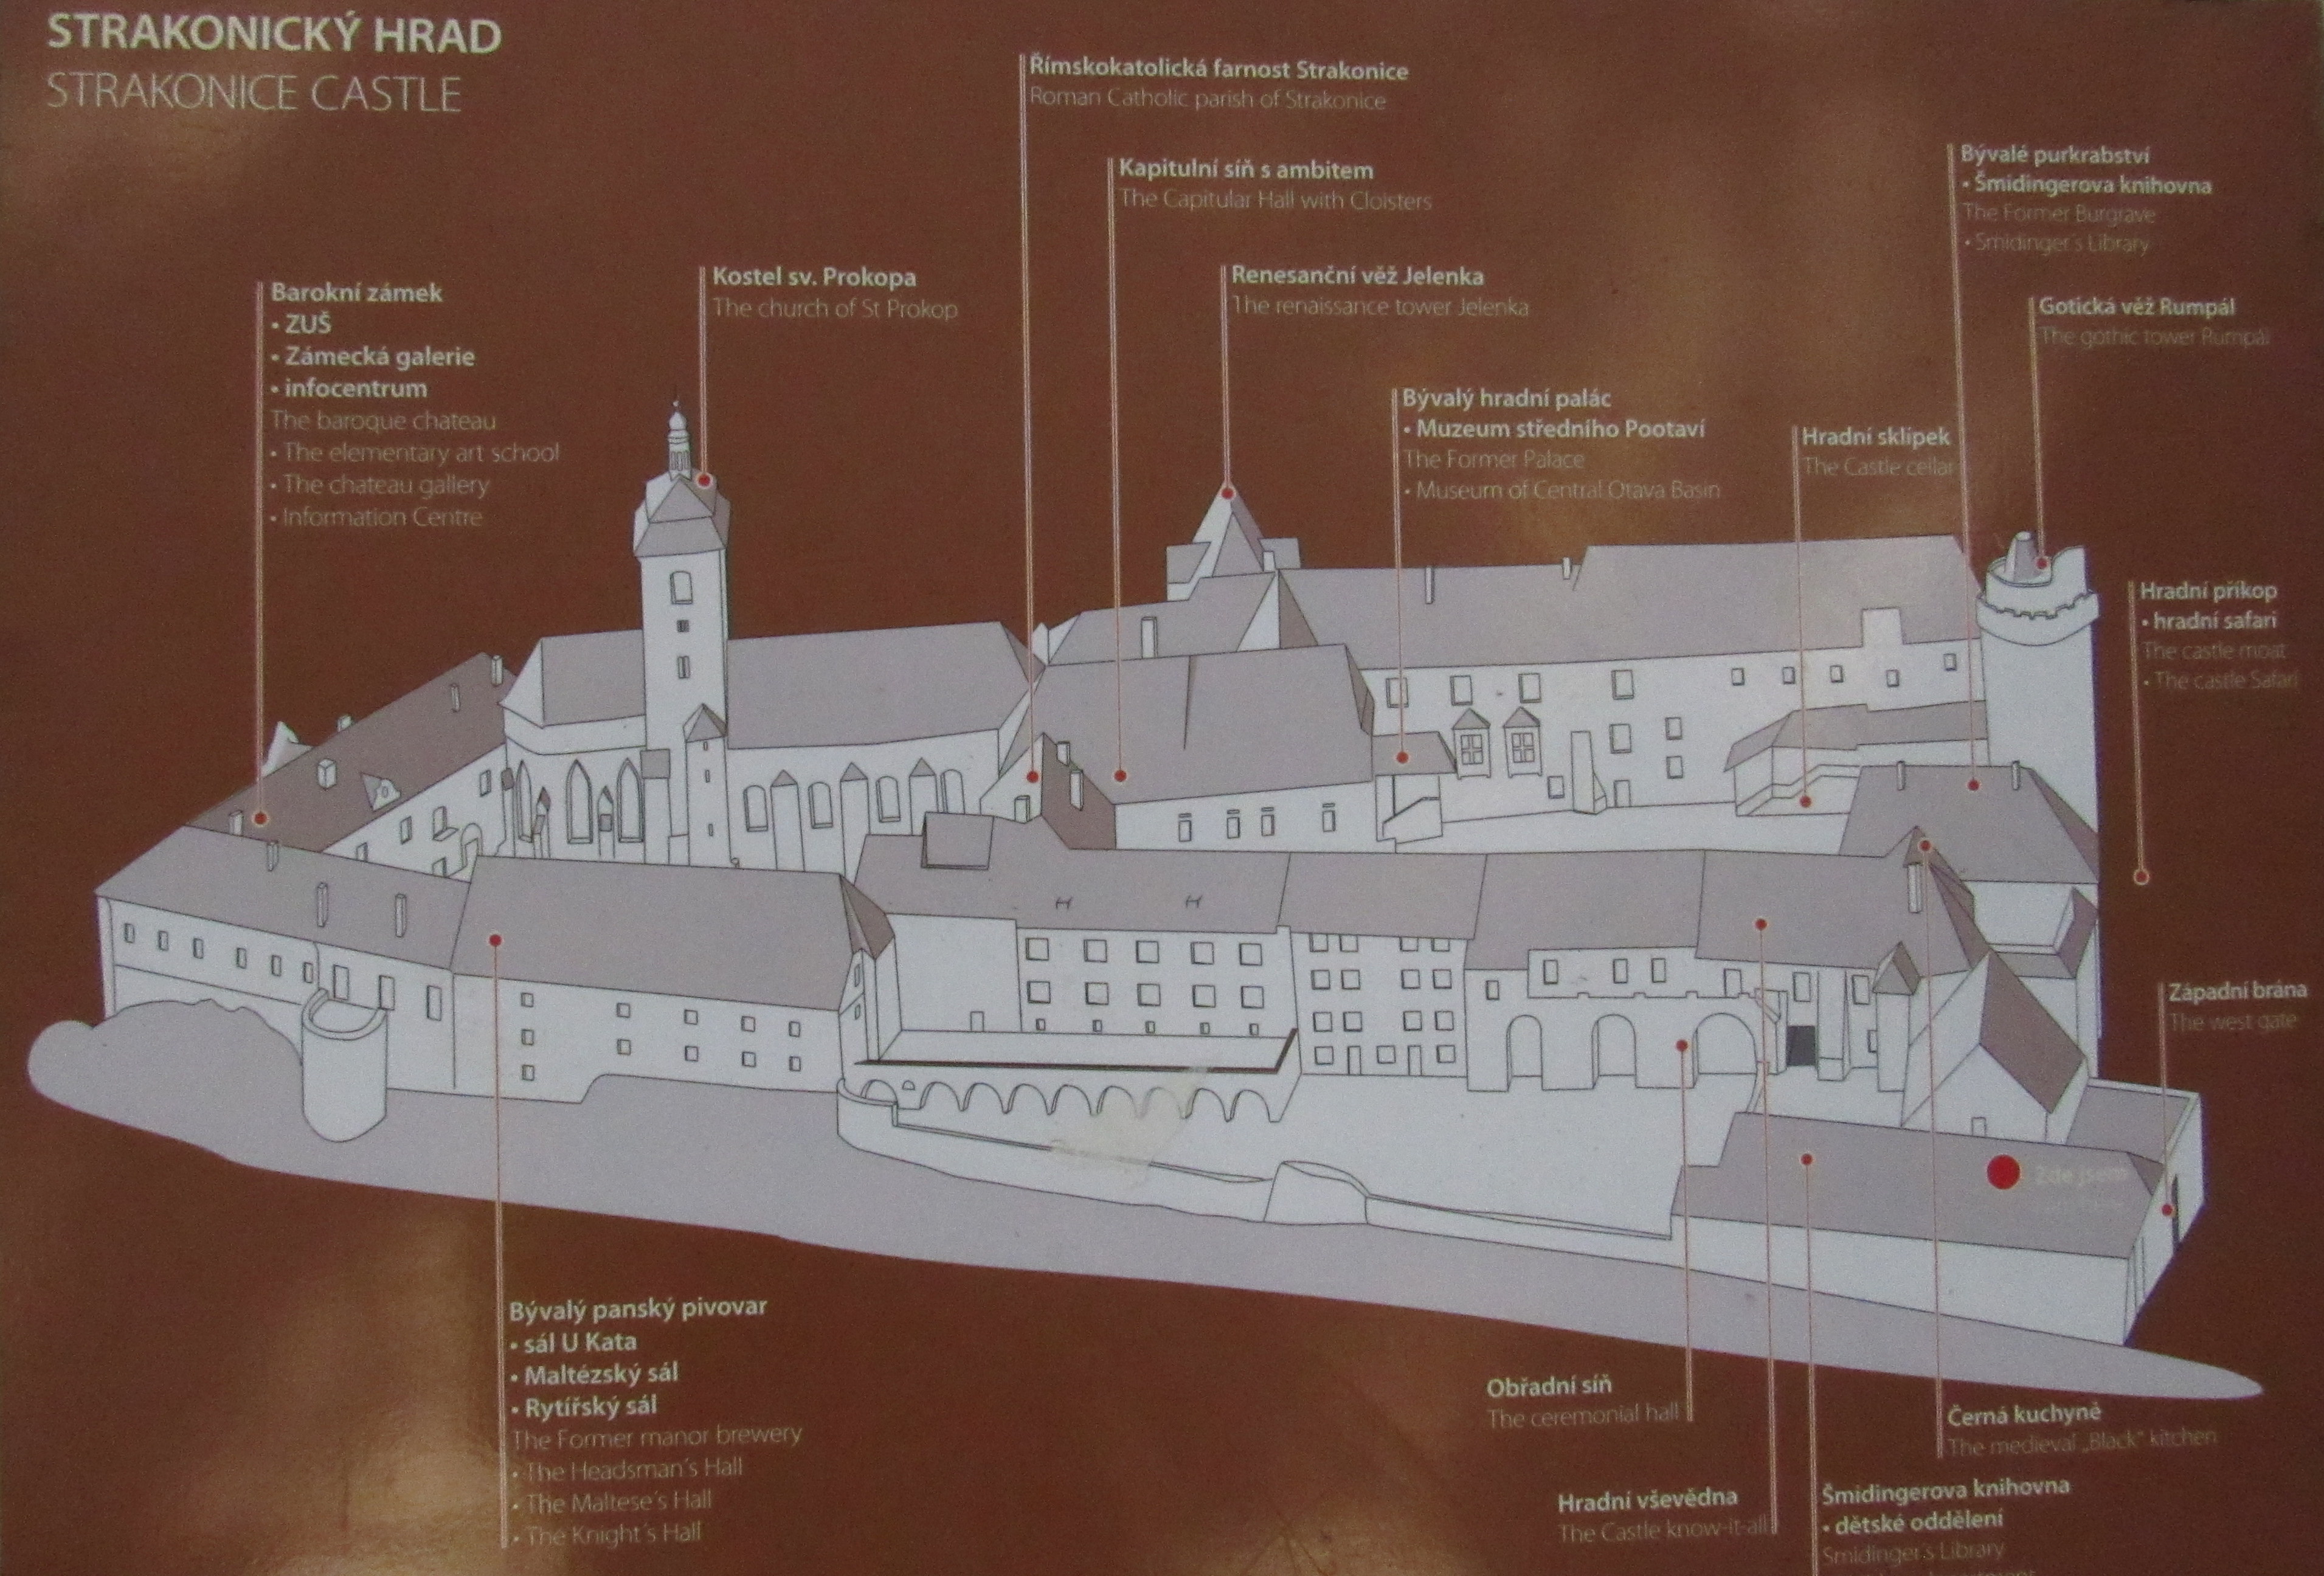 STRAKONICKÝ HRAD
STRAKONICE CASTLE
Římskokatolická farnost Strakonice
Roman Catholic parish of Strakonice
Kapitulní síň s ambitem
The Capitular Hall with Cloisters
Bývalé purkrabství
• Šmidingerova knihovna
The Former Burgrave
• Smidinger´s Library
Barokní zámek
• ZUŠ
• Zámecká galerie
• infocentrum
The baroque chateau
• The elementary art school
• The chateau gallery
• Information Centre
Kostel sv. Prokopa
The church of St Prokop
Renesanční věž Jelenka
The renaissance tower Jelenka
Gotická věž Rumpál
The gothic tower Rumpál
Bývalý hradní palác
• Muzeum středního Pootaví
The Former Palace
• Museum of Central Otava Basin
Hradní sklípek
The Castle cellar
Hradní příkop
• hradní safari
The castle moat
• The castle Safari
Západní brána
The west gate
Zde jsem
Bývalý panský pivovar
• sál U Kata
• Maltézský sál
• Rytířský sál
The Former manor brewery
• The Headsman´s Hall
• The Maltese´s Hall
• The Knight´s Hall
Obřadní síň
The ceremonial hall
Černá kuchyně
The medieval „Black" kitchen
Hradní vševědna
The Castle know-it-all
Šmidingerova knihovna
• dětské oddělení
Smidinger´s Library